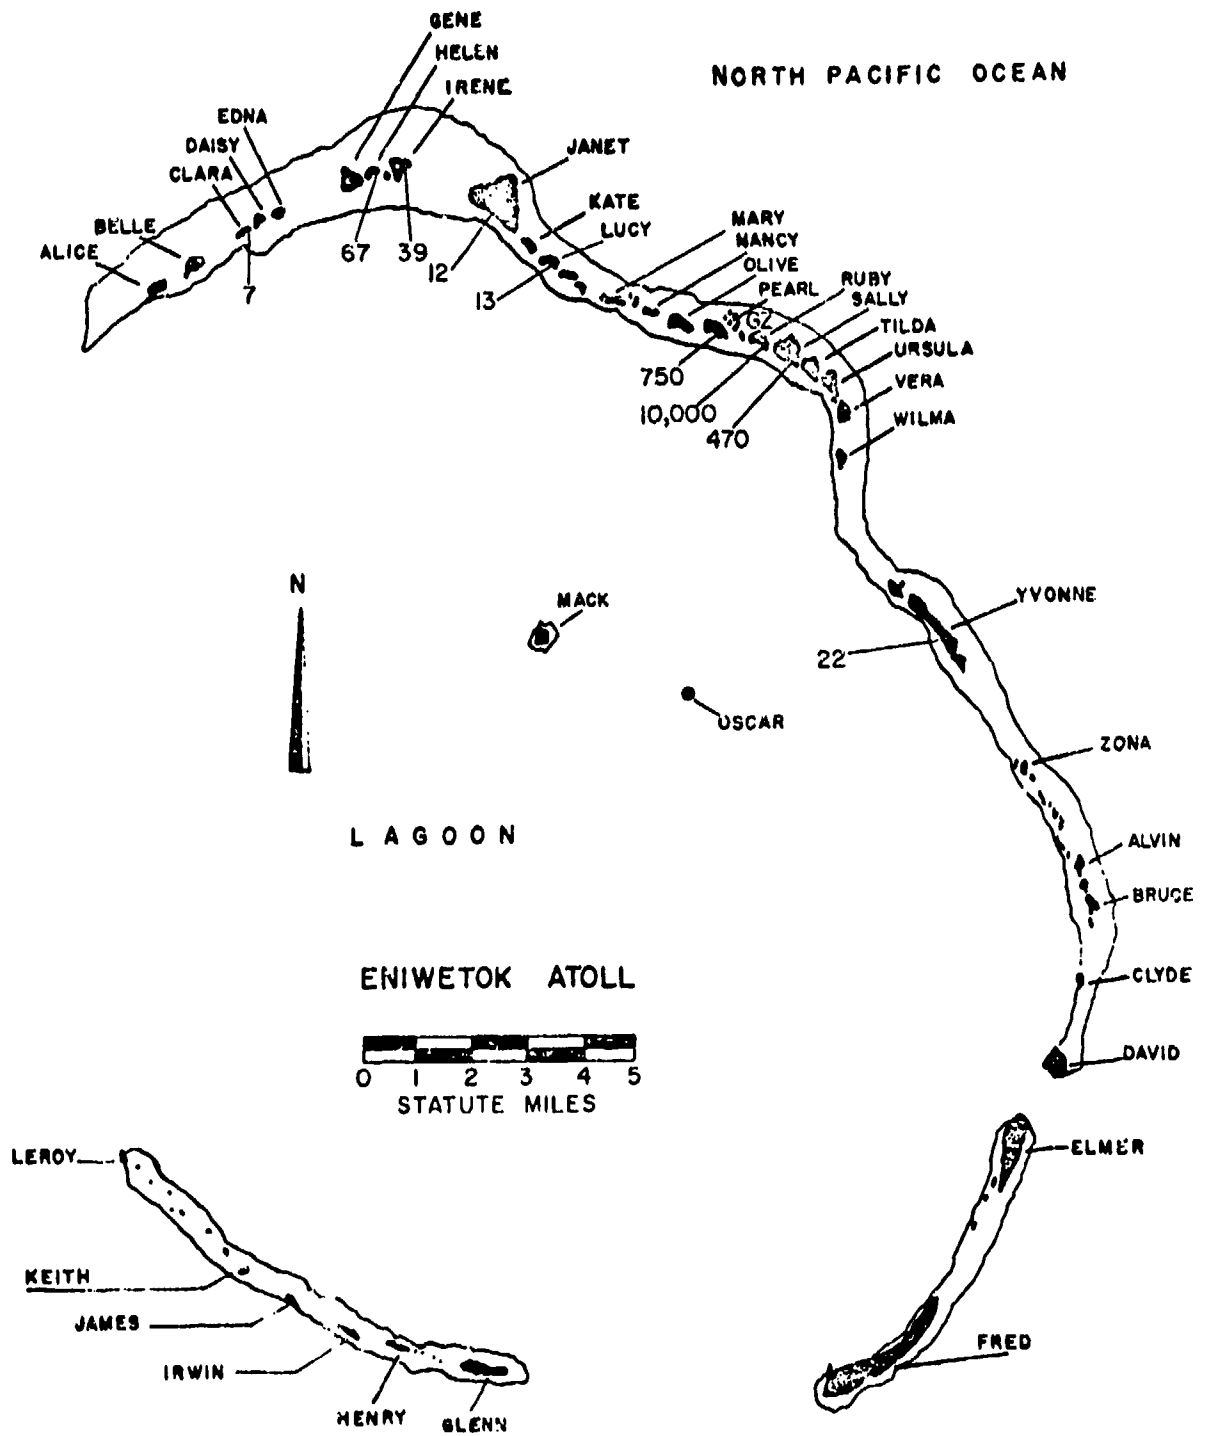 GENE
HELEN
IRENE
NORTH PACIFIC OCEAN
EDNA
DAISY
CLARA
JANET
BELLE
ALICE
KATE
LUCY
MARY
NANCY
OLIVE
PEARL
RUBY
SALLY
GZ
TILDA
URSULA
VERA
WILMA
67
39
12
7
13
750
10,000
470
N
MACK
YVONNE
22
OSCAR
ZONA
LAGOON
ALVIN
BRUCE
ENIWETOK ATOLL
CLYDE
0 1 2 3 4 5
STATUTE MILES
DAVID
LEROY
ELMER
KEITH
JAMES
IRWIN
HENRY
GLENN
FRED